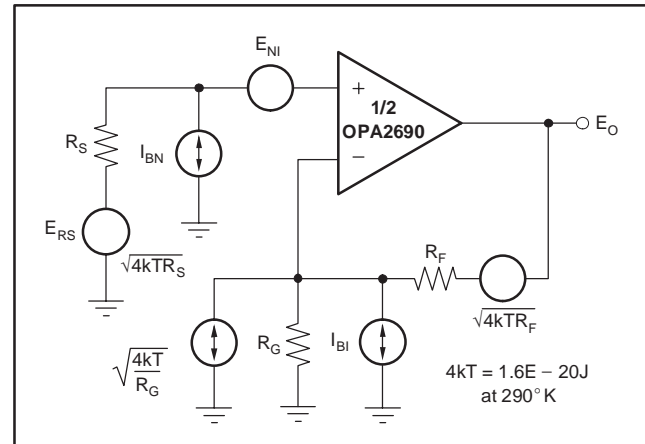 E_NI
+
1/2
OPA2690
−
E_O
R_S
I_BN
E_RS
√4kTR_S
R_F
√4kTR_F
√4kT/R_G
R_G
I_BI
4kT = 1.6E − 20J
at 290°K